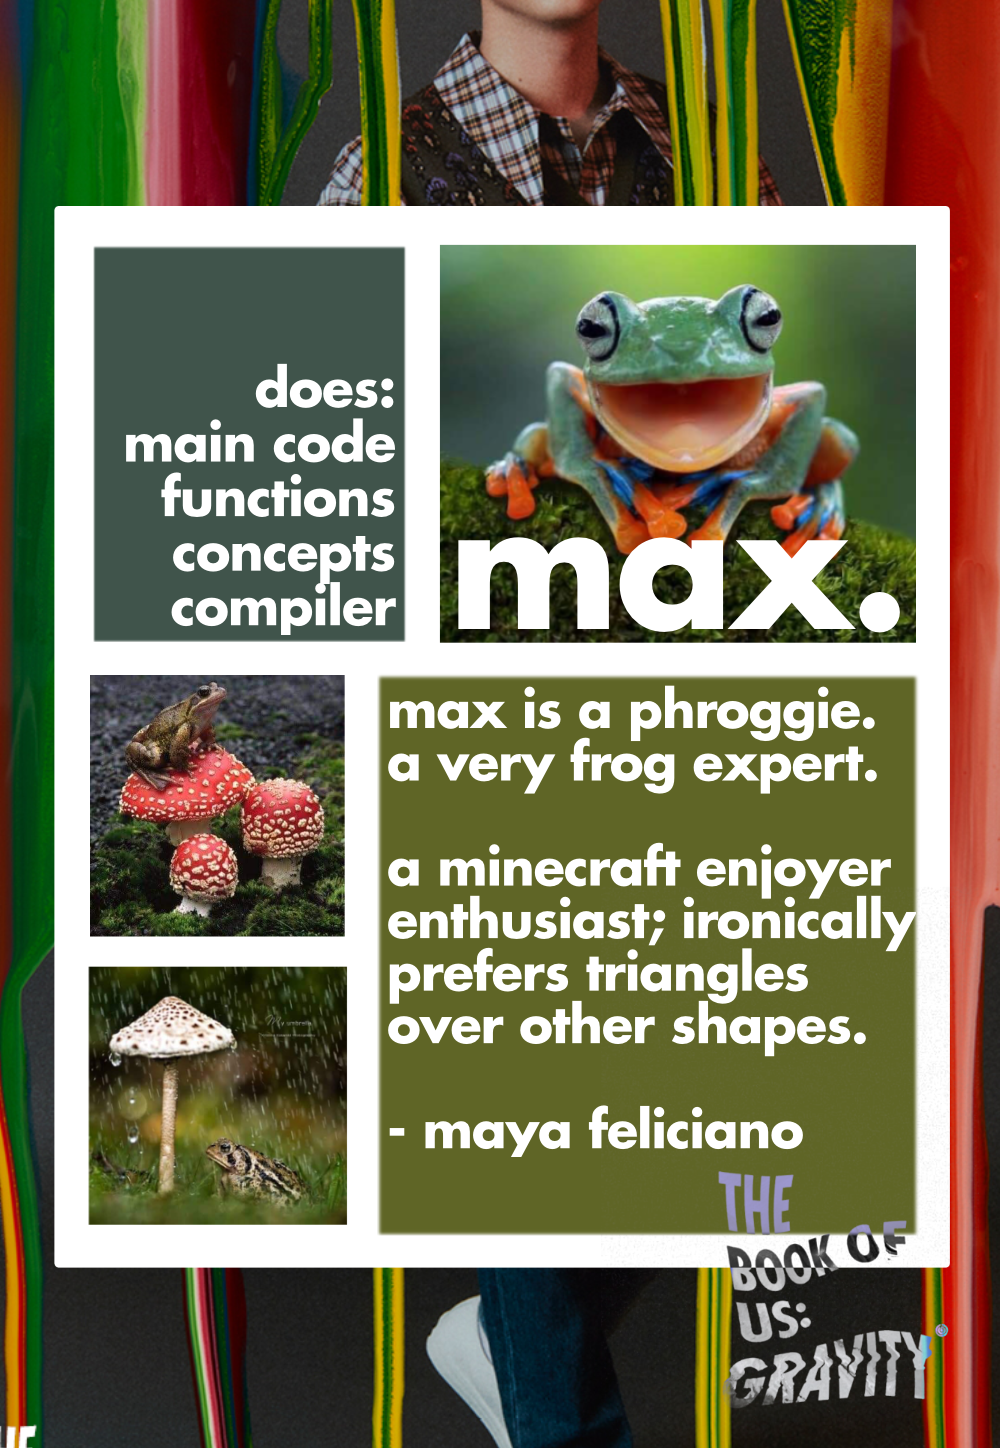 does:
main code
functions
concepts
compiler
max.
max is a phroggie.
a very frog expert.
a minecraft enjoyer
enthusiast; ironically
prefers triangles
over other shapes.
- maya feliciano
THE
BOOK OF
US:
GRAVITY